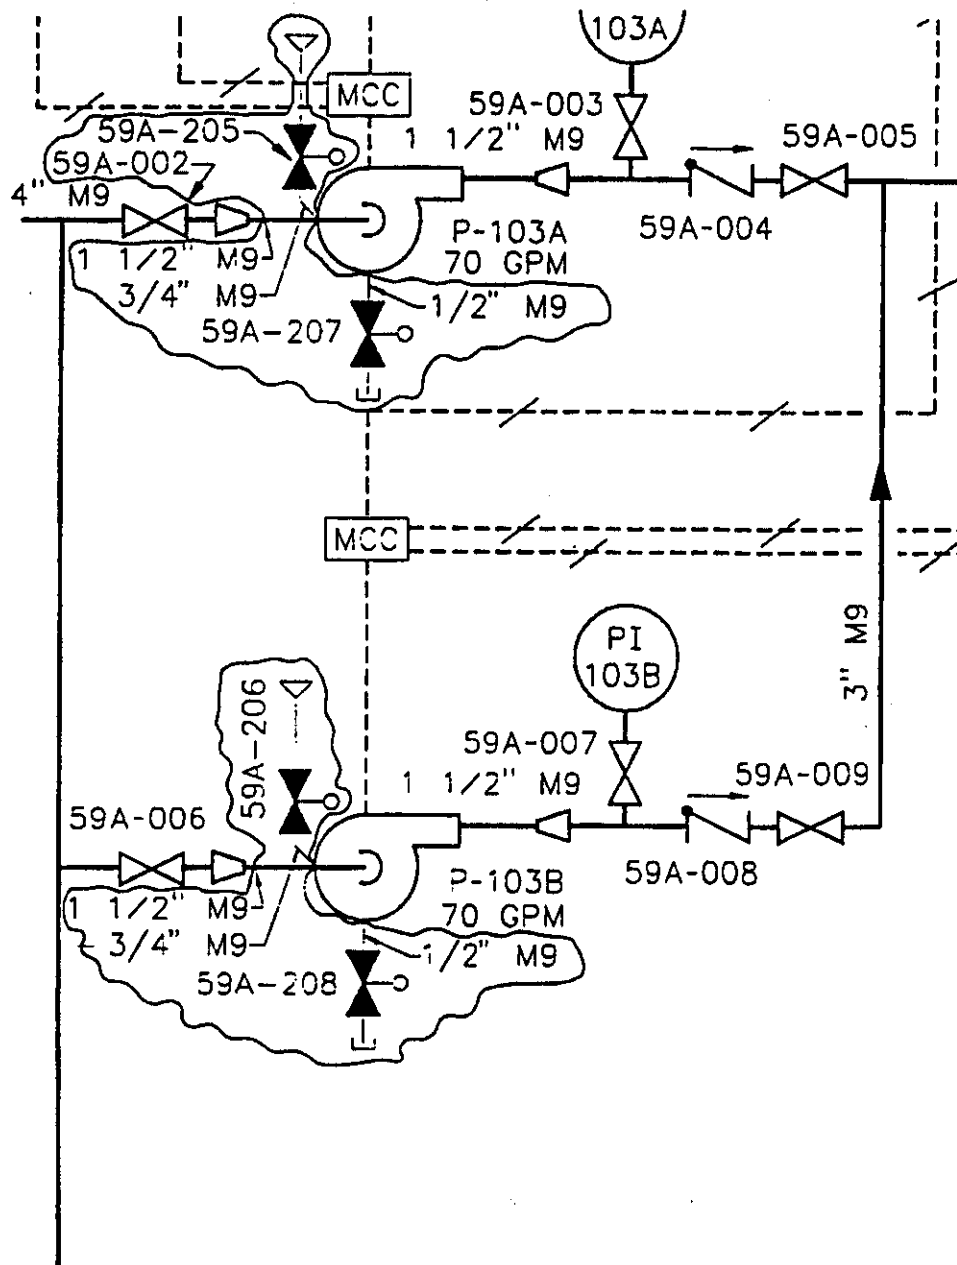 103A
MCC
59A-003
59A-205
1 1/2" M9
59A-005
59A-002
4" M9
59A-004
P-103A
70 GPM
1 1/2" M9
3/4" M9
1/2" M9
59A-207
MCC
PI
103B
3" M9
59A-206
59A-007
1 1/2" M9
59A-009
59A-006
59A-008
P-103B
70 GPM
1 1/2" M9
3/4" M9
1/2" M9
59A-208